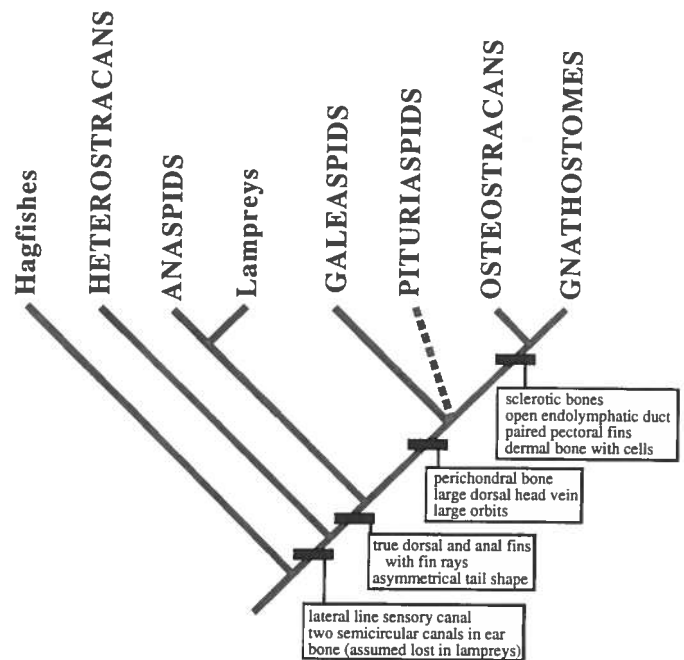 Hagfishes
HETEROSTRACANS
ANASPIDS
Lampreys
GALEASPIDS
PITURIASPIDS
OSTEOSTRACANS
GNATHOSTOMES
sclerotic bones
open endolymphatic duct
paired pectoral fins
dermal bone with cells
perichondral bone
large dorsal head vein
large orbits
true dorsal and anal fins
with fin rays
asymmetrical tail shape
lateral line sensory canal
two semicircular canals in ear
bone (assumed lost in lampreys)